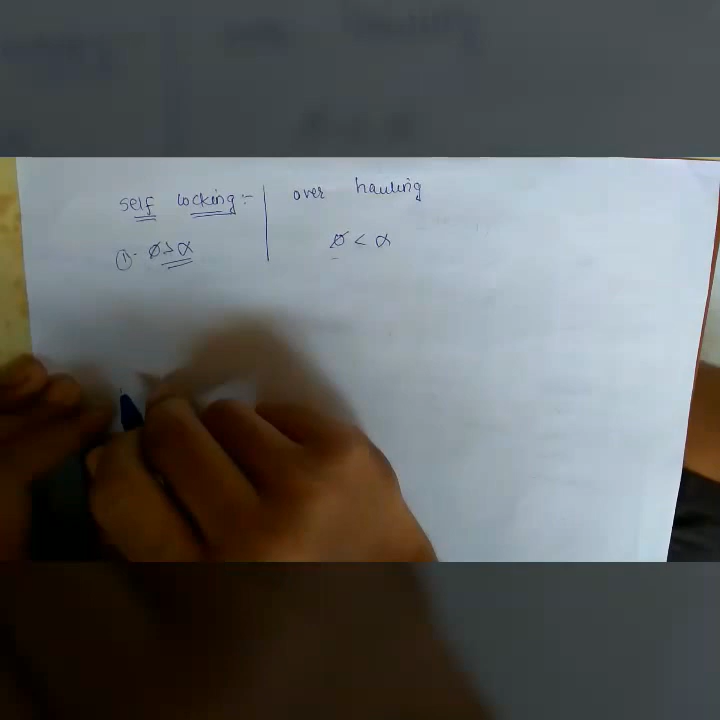 self locking:-
over hauling
① ∅>α
∅ < α